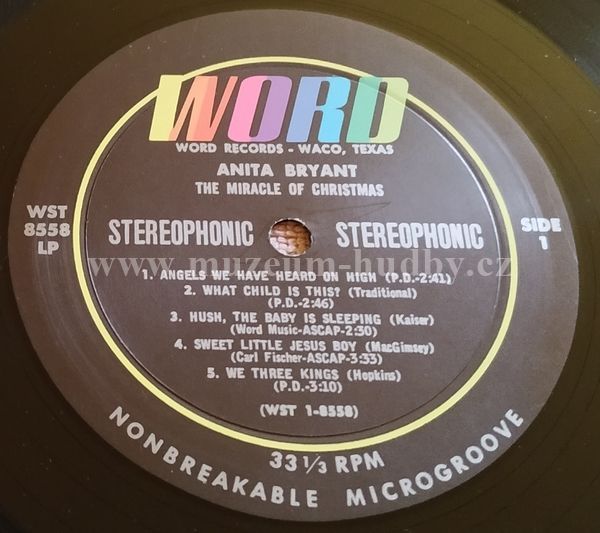 WORD
WORD RECORDS - WACO, TEXAS
ANITA BRYANT
THE MIRACLE OF CHRISTMAS
WST
8558
LP
STEREOPHONIC STEREOPHONIC
SIDE
1
www.muzeum-hudby.cz
1. ANGELS WE HAVE HEARD ON HIGH (P.D.-2:41)
2. WHAT CHILD IS THIS? (Traditional)
(P.D.-2:46)
3. HUSH, THE BABY IS SLEEPING (Kaiser)
(Word Music-ASCAP-2:30)
4. SWEET LITTLE JESUS BOY (MacGimsey)
(Carl Fischer-ASCAP-3:33)
5. WE THREE KINGS (Hopkins)
(P.D.-3:10)
(WST 1-8558)
33 1/3 RPM
NONBREAKABLE MICROGROOVE